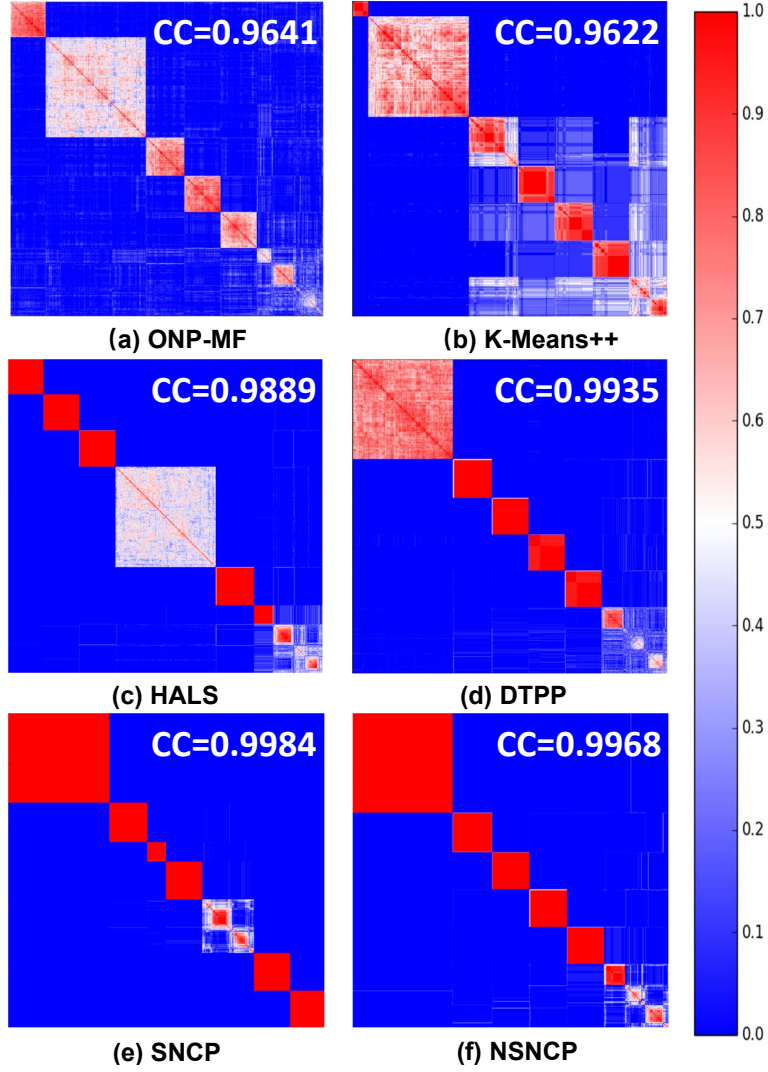 CC=0.9641
CC=0.9622
(a) ONP-MF
(b) K-Means++
CC=0.9889
CC=0.9935
(c) HALS
(d) DTPP
CC=0.9984
CC=0.9968
(e) SNCP
(f) NSNCP
1.0
0.9
0.8
0.7
0.6
0.5
0.4
0.3
0.2
0.1
0.0